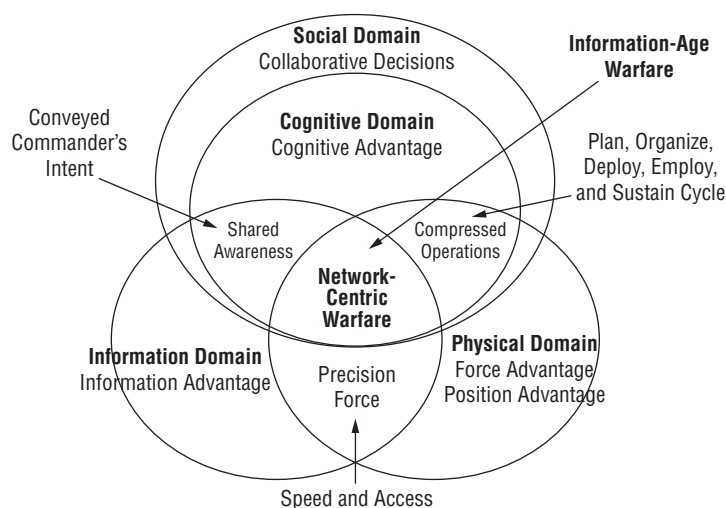 Social Domain
Collaborative Decisions
Information-Age
Warfare
Conveyed
Commander's
Intent
Cognitive Domain
Cognitive Advantage
Plan, Organize,
Deploy, Employ,
and Sustain Cycle
Shared
Awareness
Compressed
Operations
Network-
Centric
Warfare
Information Domain
Information Advantage
Physical Domain
Force Advantage
Position Advantage
Precision
Force
Speed and Access